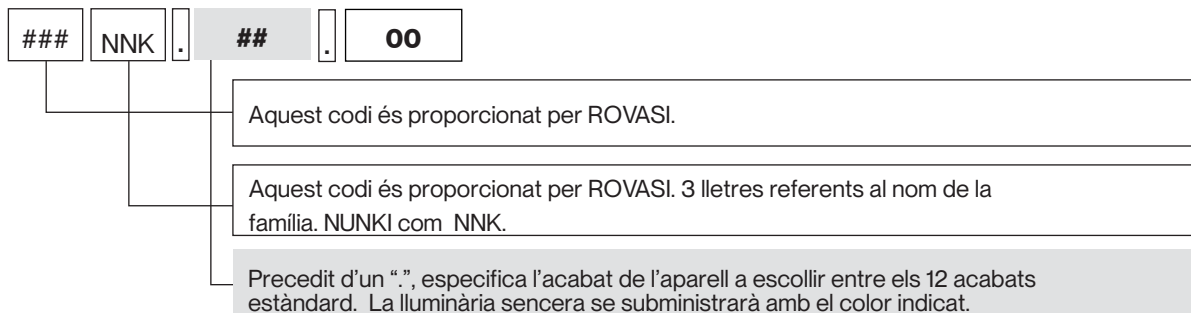 ### NNK . ## . 00
Aquest codi és proporcionat per ROVASI.
Aquest codi és proporcionat per ROVASI. 3 lletres referents al nom de la
família. NUNKI com NNK.
Precedit d’un “.”, especifica l’acabat de l’aparell a escollir entre els 12 acabats
estàndard. La lluminària sencera se subministrarà amb el color indicat.